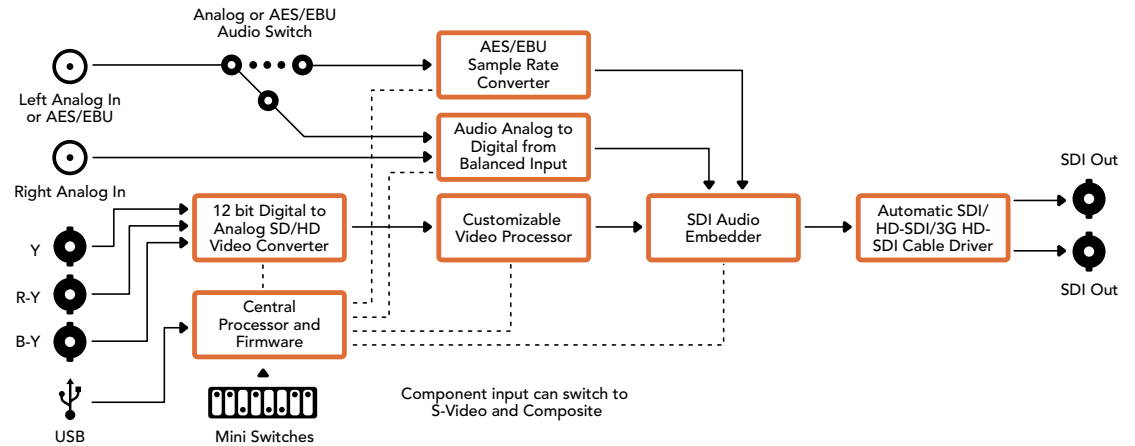 Analog or AES/EBU
Audio Switch
Left Analog In
or AES/EBU
AES/EBU
Sample Rate
Converter
Audio Analog to
Digital from
Balanced Input
Right Analog In
Y
R-Y
B-Y
USB
12 bit Digital to
Analog SD/HD
Video Converter
Customizable
Video Processor
SDI Audio
Embedder
Automatic SDI/
HD-SDI/3G HD-
SDI Cable Driver
SDI Out
SDI Out
Central
Processor and
Firmware
Mini Switches
Component input can switch to
S-Video and Composite